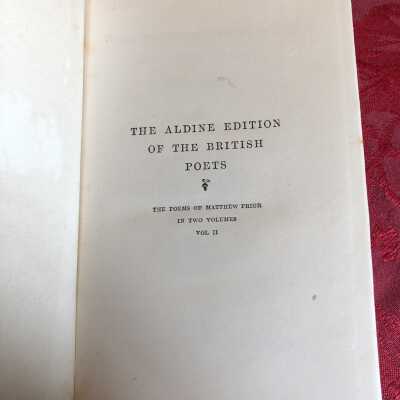 THE ALDINE EDITION
OF THE BRITISH
POETS
THE POEMS OF MATTHEW PRIOR
IN TWO VOLUMES
VOL II